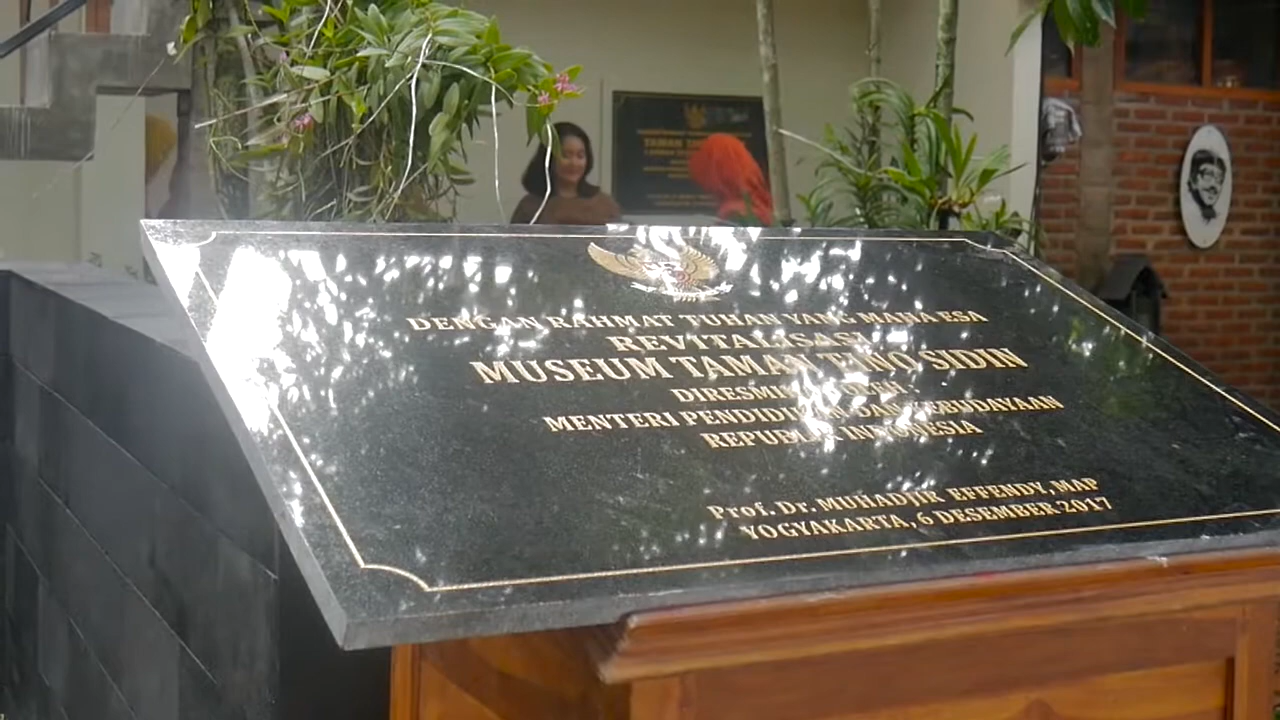 TAMAN
DENGAN RAHMAT TUHAN YANG MAHA ESA
REVITALISASI
MUSEUM TAMAN TINO SIDIN
DIRESMIKAN OLEH
MENTERI PENDIDIKAN DAN KEBUDAYAAN
REPUBLIK INDONESIA
Prof. Dr. MUHADJIR EFFENDY, MAP
YOGYAKARTA, 6 DESEMBER 2017